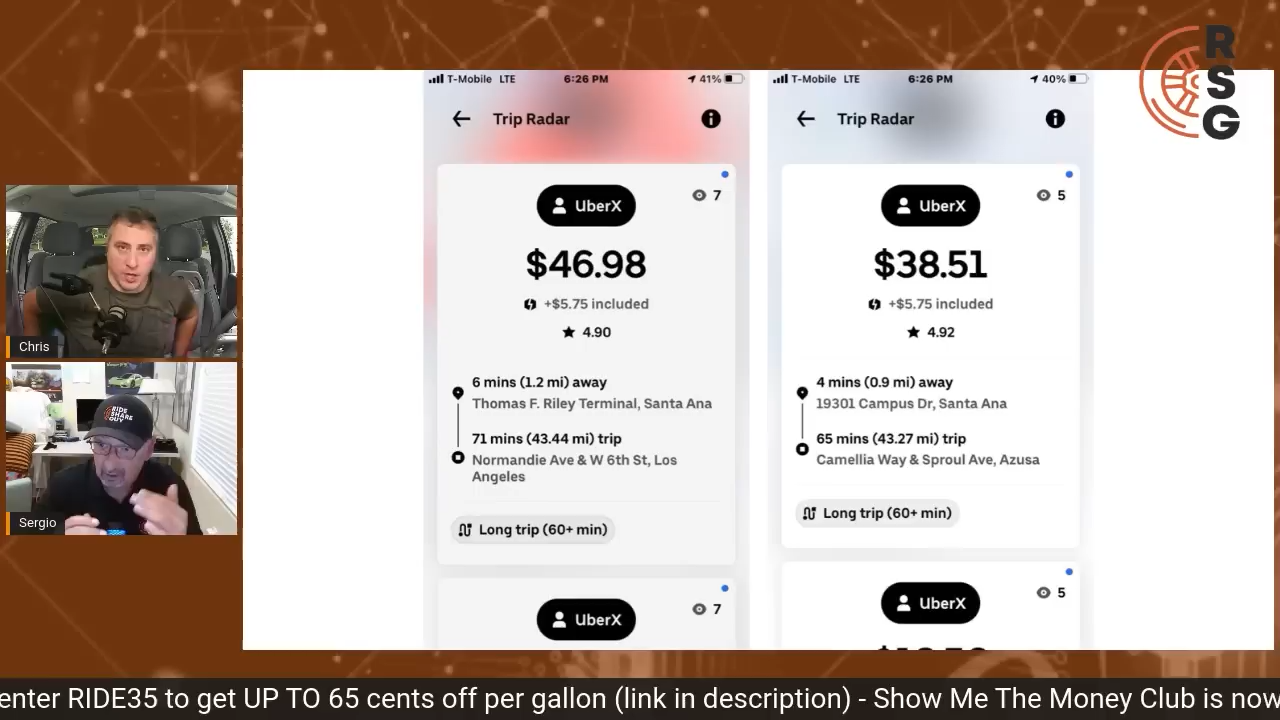 T-Mobile LTE 6:26 PM 41%
Trip Radar
7
UberX
$46.98
+$5.75 included
4.90
6 mins (1.2 mi) away
Thomas F. Riley Terminal, Santa Ana
71 mins (43.44 mi) trip
Normandie Ave & W 6th St, Los
Angeles
Long trip (60+ min)
7
UberX
T-Mobile LTE 6:26 PM 40%
Trip Radar
5
UberX
$38.51
+$5.75 included
4.92
4 mins (0.9 mi) away
19301 Campus Dr, Santa Ana
65 mins (43.27 mi) trip
Camellia Way & Sproul Ave, Azusa
Long trip (60+ min)
5
UberX
R
S
G
Chris
RIDE
SHARE
GUY
Sergio
enter RIDE35 to get UP TO 65 cents off per gallon (link in description) - Show Me The Money Club is now